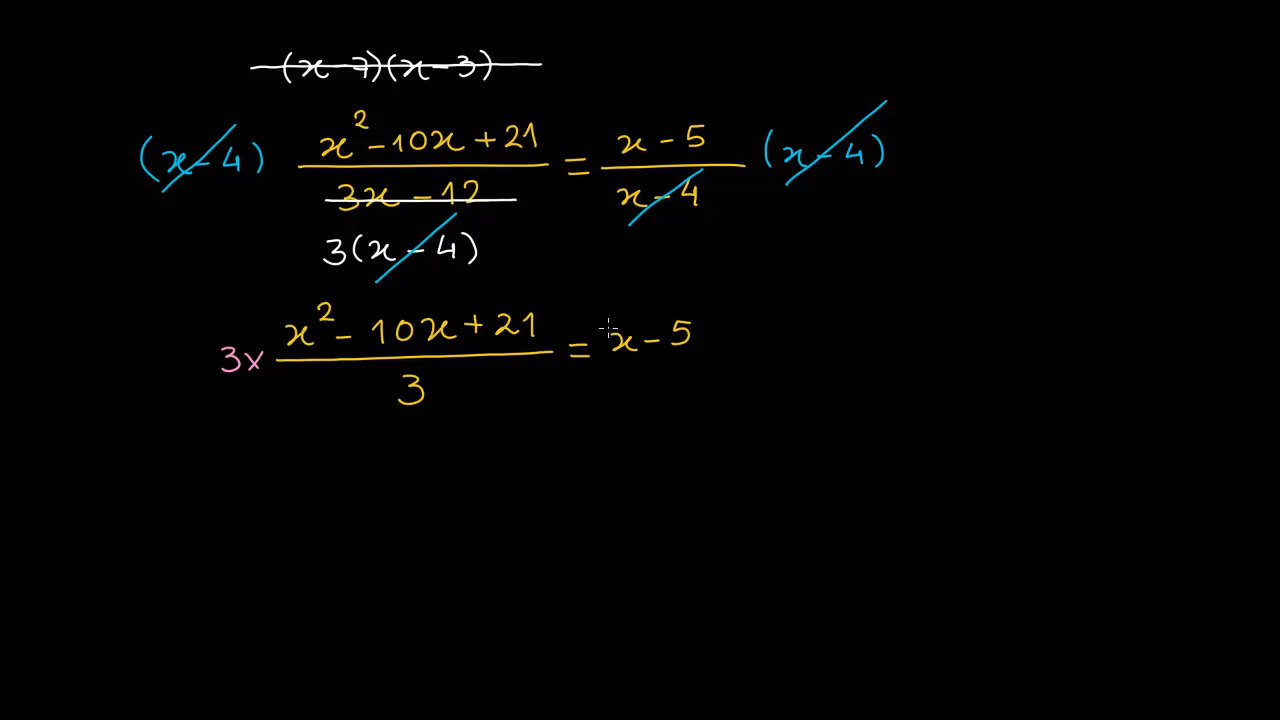 (x-7)(x-3)
(x-4) x²-10x+21 = x-5 (x-4)
3x-12 x-4
3(x-4)
3x x²-10x+21 = x-5
3